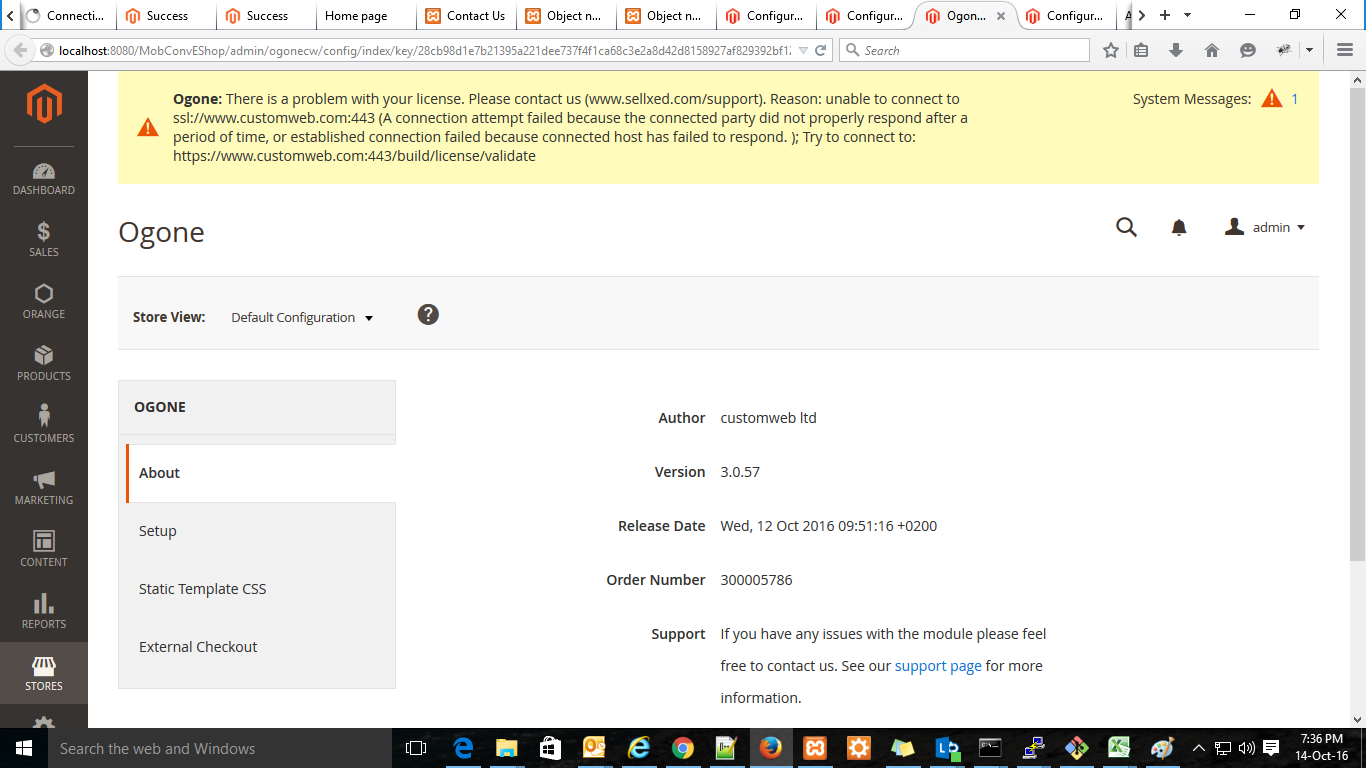 Connecti...
Success
Success
Home page
Contact Us
Object n...
Object n...
Configur...
Configur...
Ogon...
Configur...
localhost:8080/MobConvEShop/admin/ogonecw/config/index/key/28cb98d1e7b21395a221dee737f4f1ca68c3e2a8d42d8158927af829392bf12
Search
Ogone: There is a problem with your license. Please contact us (www.sellxed.com/support). Reason: unable to connect to
ssl://www.customweb.com:443 (A connection attempt failed because the connected party did not properly respond after a
period of time, or established connection failed because connected host has failed to respond. ); Try to connect to:
https://www.customweb.com:443/build/license/validate
System Messages: 1
DASHBOARD
SALES
ORANGE
PRODUCTS
CUSTOMERS
MARKETING
CONTENT
REPORTS
STORES
Ogone
admin
Store View: Default Configuration
OGONE
About
Setup
Static Template CSS
External Checkout
Author customweb ltd
Version 3.0.57
Release Date Wed, 12 Oct 2016 09:51:16 +0200
Order Number 300005786
Support If you have any issues with the module please feel
free to contact us. See our support page for more
information.
Search the web and Windows
7:36 PM
14-Oct-16